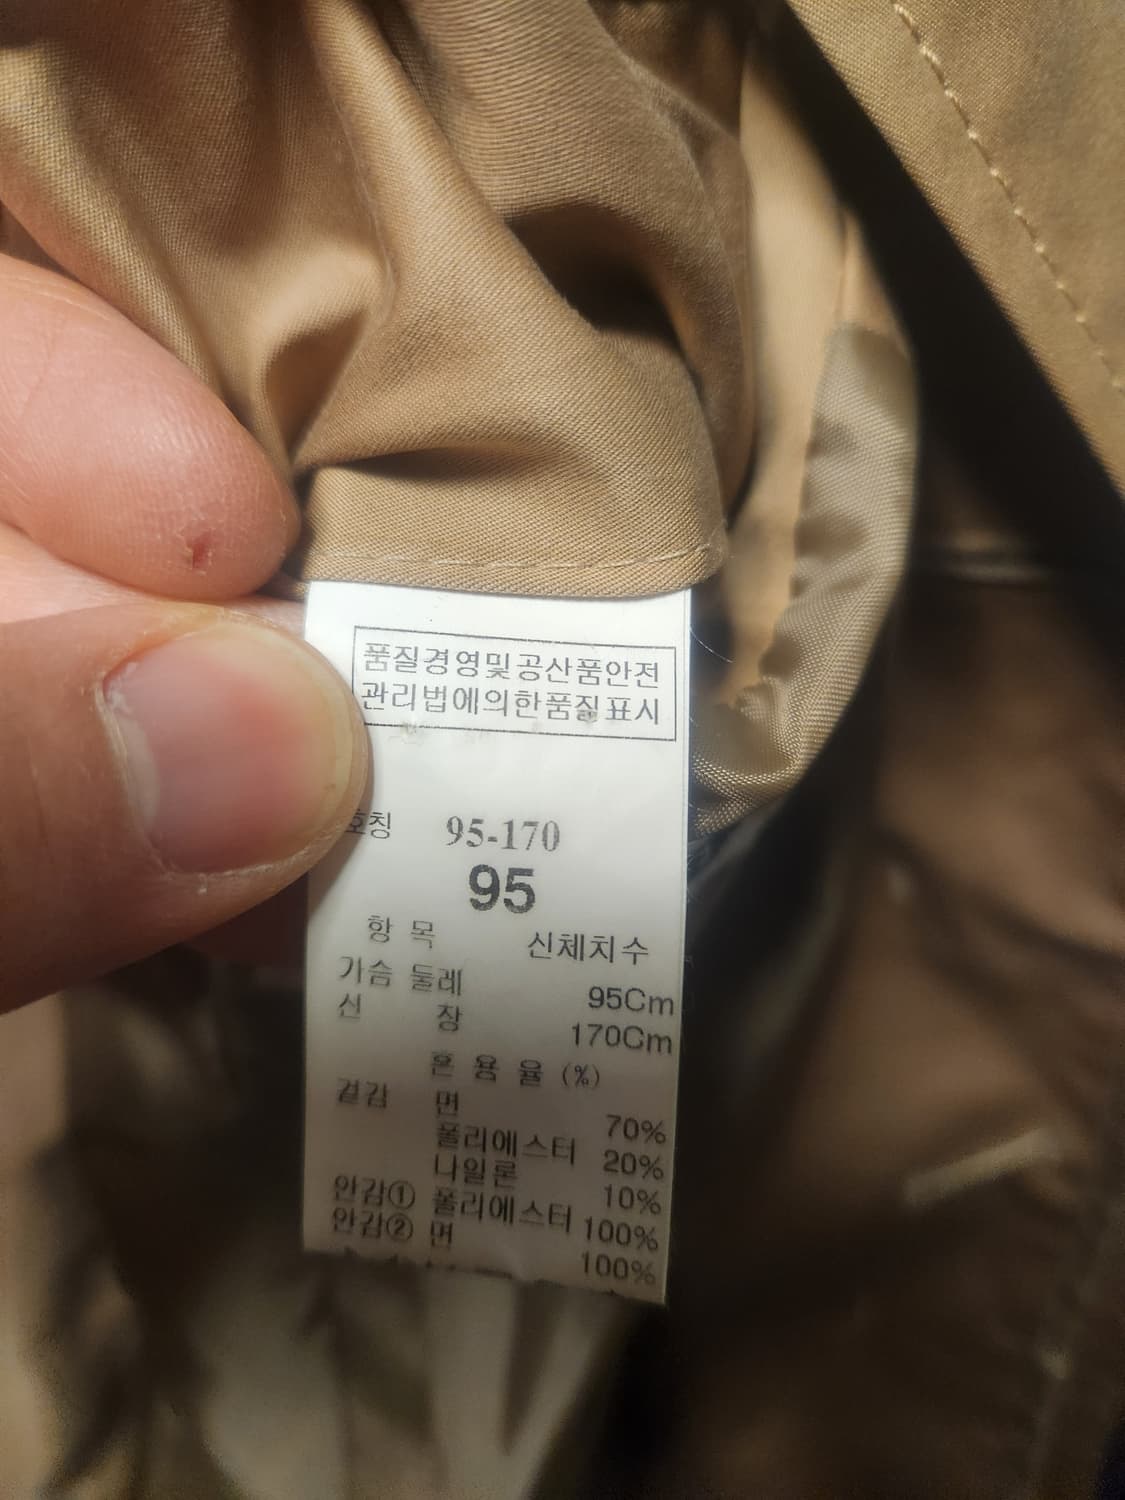 품질경영및공산품안전
관리법에의한품질표시
호칭 95-170
95
항 목 신체치수
가슴 둘레 95Cm
신 장 170Cm
혼 용 율 (%)
겉감 면 70%
폴리에스터 20%
나일론 10%
안감① 폴리에스터 100%
안감② 면 100%